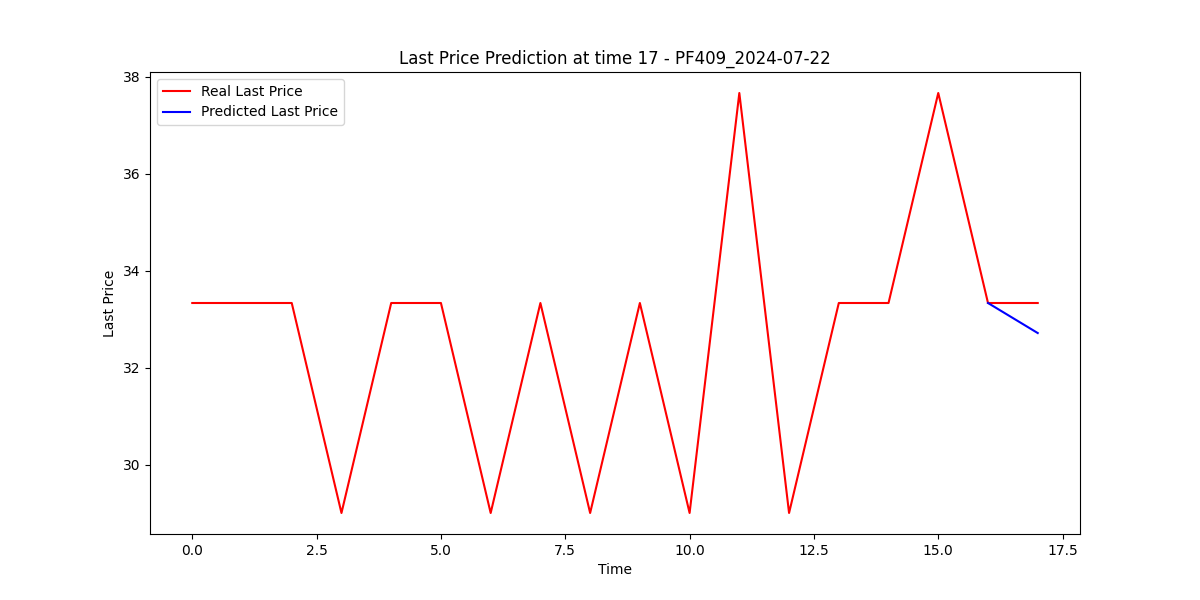 Last Price Prediction at time 17 - PF409_2024-07-22
Real Last Price
Predicted Last Price
38
36
34
32
30
Last Price
0.0 2.5 5.0 7.5 10.0 12.5 15.0 17.5
Time